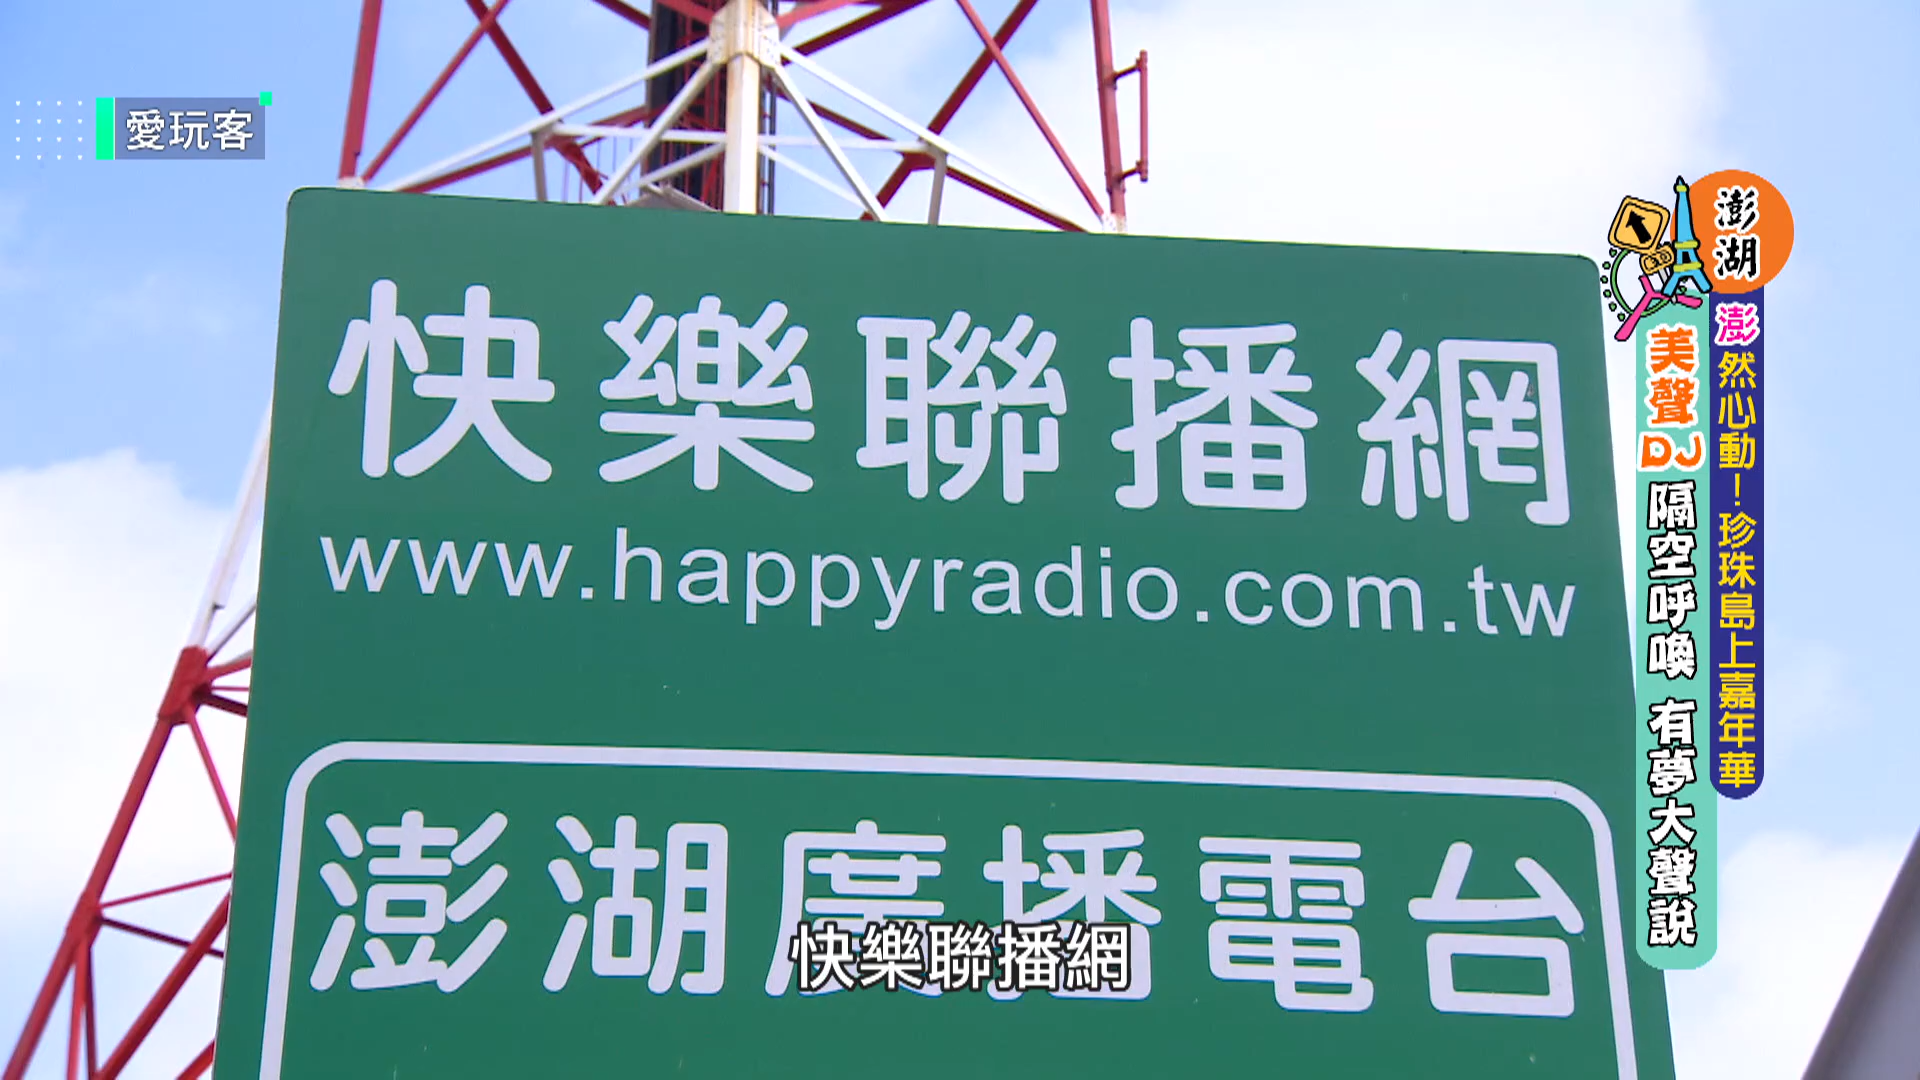 愛玩客
快樂聯播網
www.happyradio.com.tw
澎湖廣播電台
快樂聯播網
澎湖
澎然心動!珍珠島上嘉年華
美聲DJ 隔空呼喚 有夢大聲說